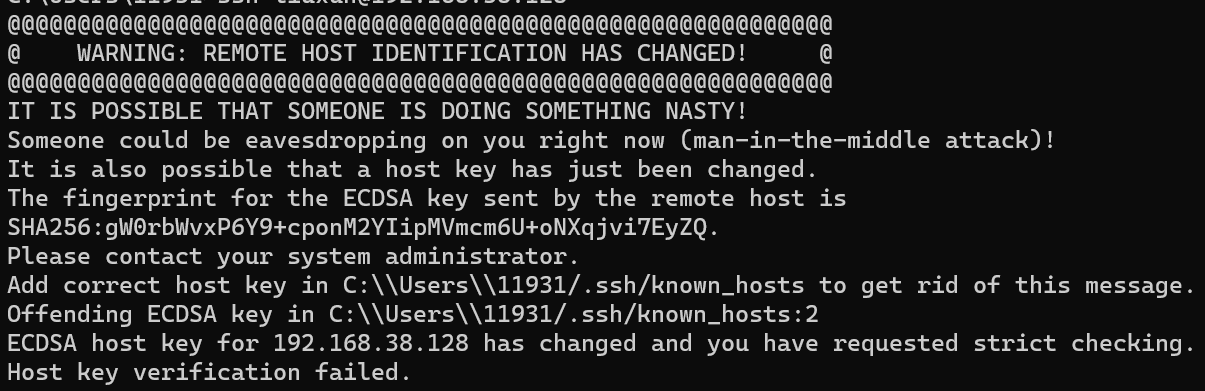 @@@@@@@@@@@@@@@@@@@@@@@@@@@@@@@@@@@@@@@@@@@@@@@@@@@@@@@@@@@
@    WARNING: REMOTE HOST IDENTIFICATION HAS CHANGED!     @
@@@@@@@@@@@@@@@@@@@@@@@@@@@@@@@@@@@@@@@@@@@@@@@@@@@@@@@@@@@
IT IS POSSIBLE THAT SOMEONE IS DOING SOMETHING NASTY!
Someone could be eavesdropping on you right now (man-in-the-middle attack)!
It is also possible that a host key has just been changed.
The fingerprint for the ECDSA key sent by the remote host is
SHA256:gW0rbWvxP6Y9+cponM2YIipMVmcm6U+oNXqjvi7EyZQ.
Please contact your system administrator.
Add correct host key in C:\\Users\\11931/.ssh/known_hosts to get rid of this message.
Offending ECDSA key in C:\\Users\\11931/.ssh/known_hosts:2
ECDSA host key for 192.168.38.128 has changed and you have requested strict checking.
Host key verification failed.